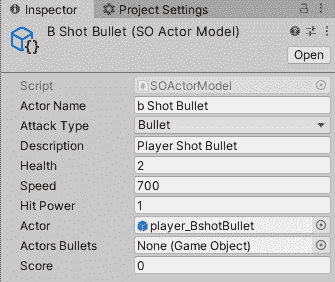 Inspector
Project Settings
B Shot Bullet (SO Actor Model)
Open
Script SOActorModel
Actor Name b Shot Bullet
Attack Type Bullet
Description Player Shot Bullet
Health 2
Speed 700
Hit Power 1
Actor player_BshotBullet
Actors Bullets None (Game Object)
Score 0